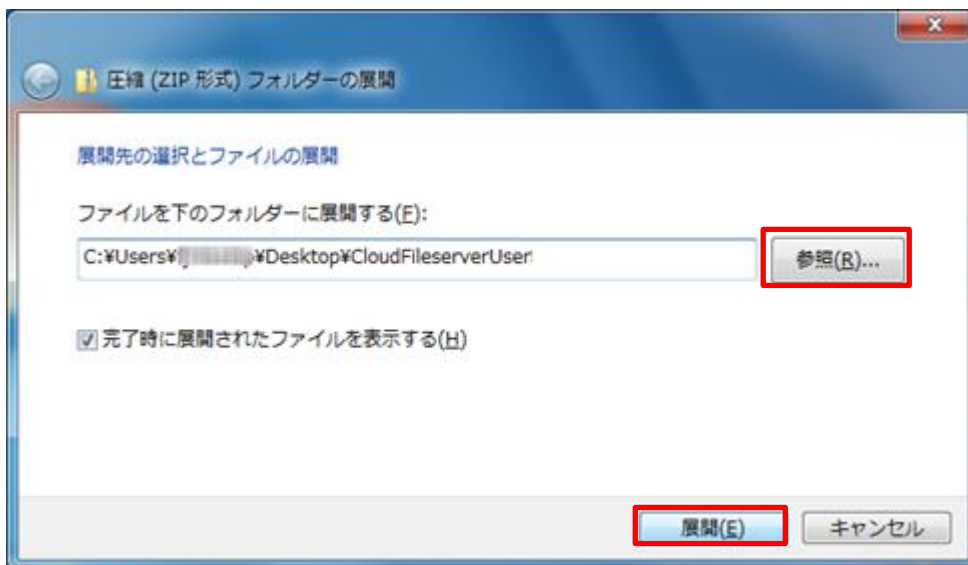 圧縮 (ZIP 形式) フォルダーの展開
展開先の選択とファイルの展開
ファイルを下のフォルダーに展開する(F):
C:¥Users¥ ¥Desktop¥CloudFileserverUser
参照(R)...
完了時に展開されたファイルを表示する(H)
展開(E)
キャンセル